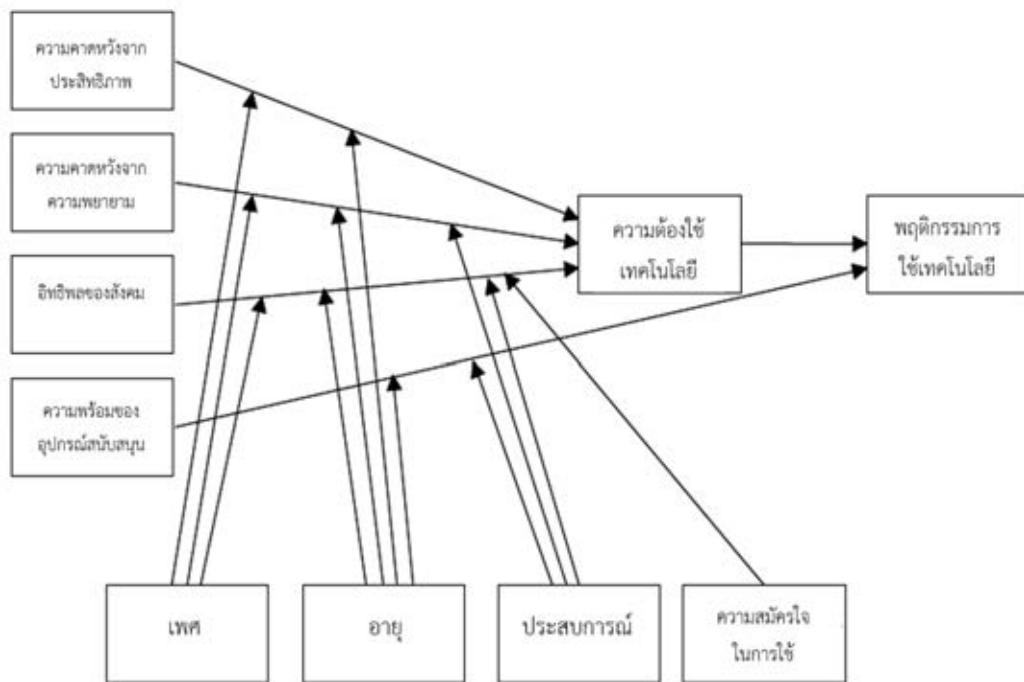 ความคาดหวังจาก
ประสิทธิภาพ
ความคาดหวังจาก
ความพยายาม
อิทธิพลของสังคม
ความพร้อมของ
อุปกรณ์สนับสนุน
ความต้องใช้
เทคโนโลยี
พฤติกรรมการ
ใช้เทคโนโลยี
เพศ
อายุ
ประสบการณ์
ความสมัครใจ
ในการใช้